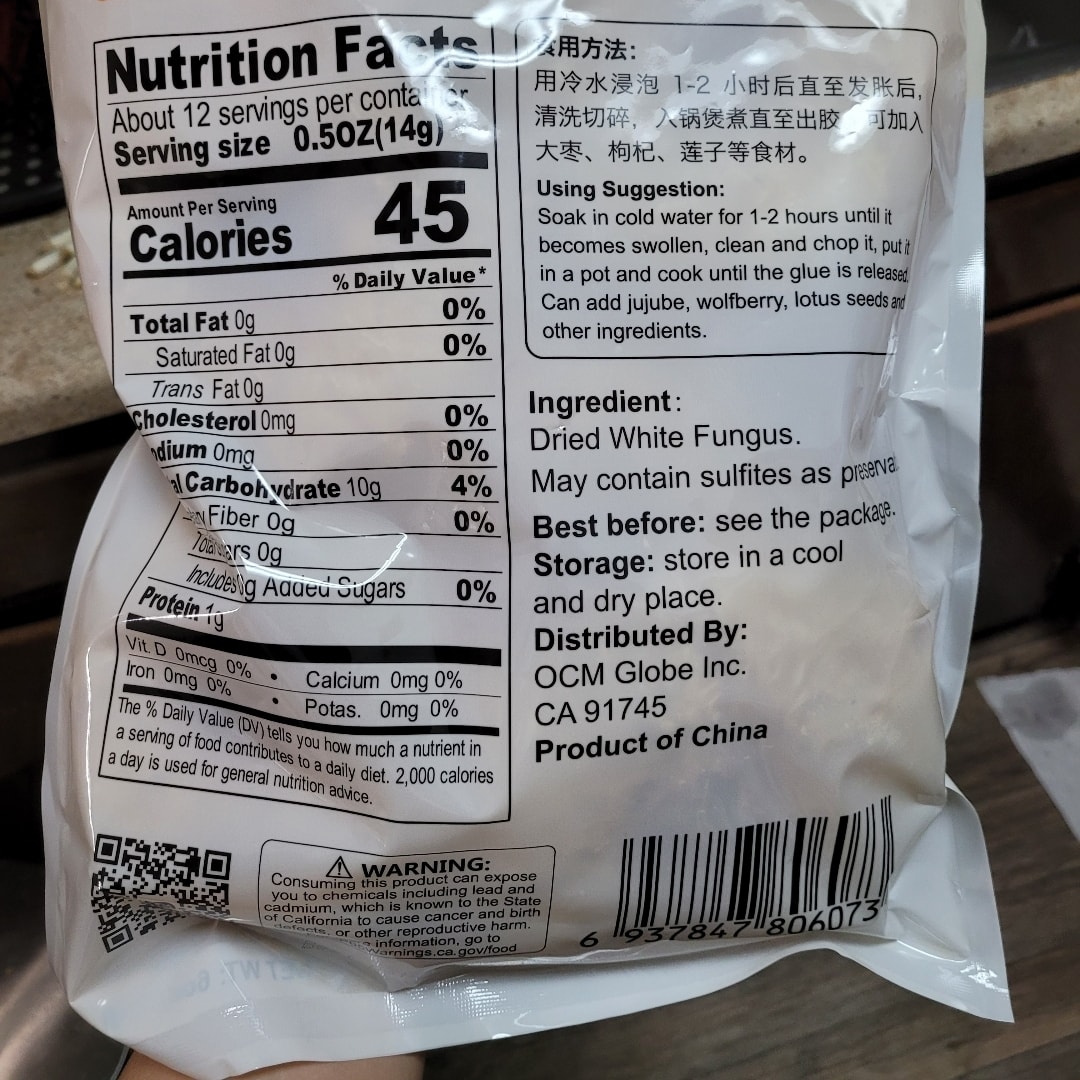 Nutrition Facts
About 12 servings per container
Serving size 0.5OZ(14g)
Amount Per Serving
Calories 45
% Daily Value*
Total Fat 0g 0%
Saturated Fat 0g 0%
Trans Fat 0g
Cholesterol 0mg 0%
dium 0mg 0%
al Carbohydrate 10g 4%
Fiber 0g 0%
ars 0g
Includes 0g Added Sugars 0%
Protein 1g
Vit. D 0mcg 0% • Calcium 0mg 0%
Iron 0mg 0% • Potas. 0mg 0%
The % Daily Value (DV) tells you how much a nutrient in
a serving of food contributes to a daily diet. 2,000 calories
a day is used for general nutrition advice.
食用方法:
用冷水浸泡 1-2 小时后直至发胀后,
清洗切碎, 入锅煲煮直至出胶 可加入
大枣、枸杞、莲子等食材。
Using Suggestion:
Soak in cold water for 1-2 hours until it
becomes swollen, clean and chop it, put it
in a pot and cook until the glue is released.
Can add jujube, wolfberry, lotus seeds and
other ingredients.
Ingredient:
Dried White Fungus.
May contain sulfites as preserva
Best before: see the package.
Storage: store in a cool
and dry place.
Distributed By:
OCM Globe Inc.
CA 91745
Product of China
⚠ WARNING:
Consuming this product can expose
you to chemicals including lead and
cadmium, which is known to the State
of California to cause cancer and birth
defects, or other reproductive harm.
information, go to
warnings.ca.gov/food
6 937847 806073